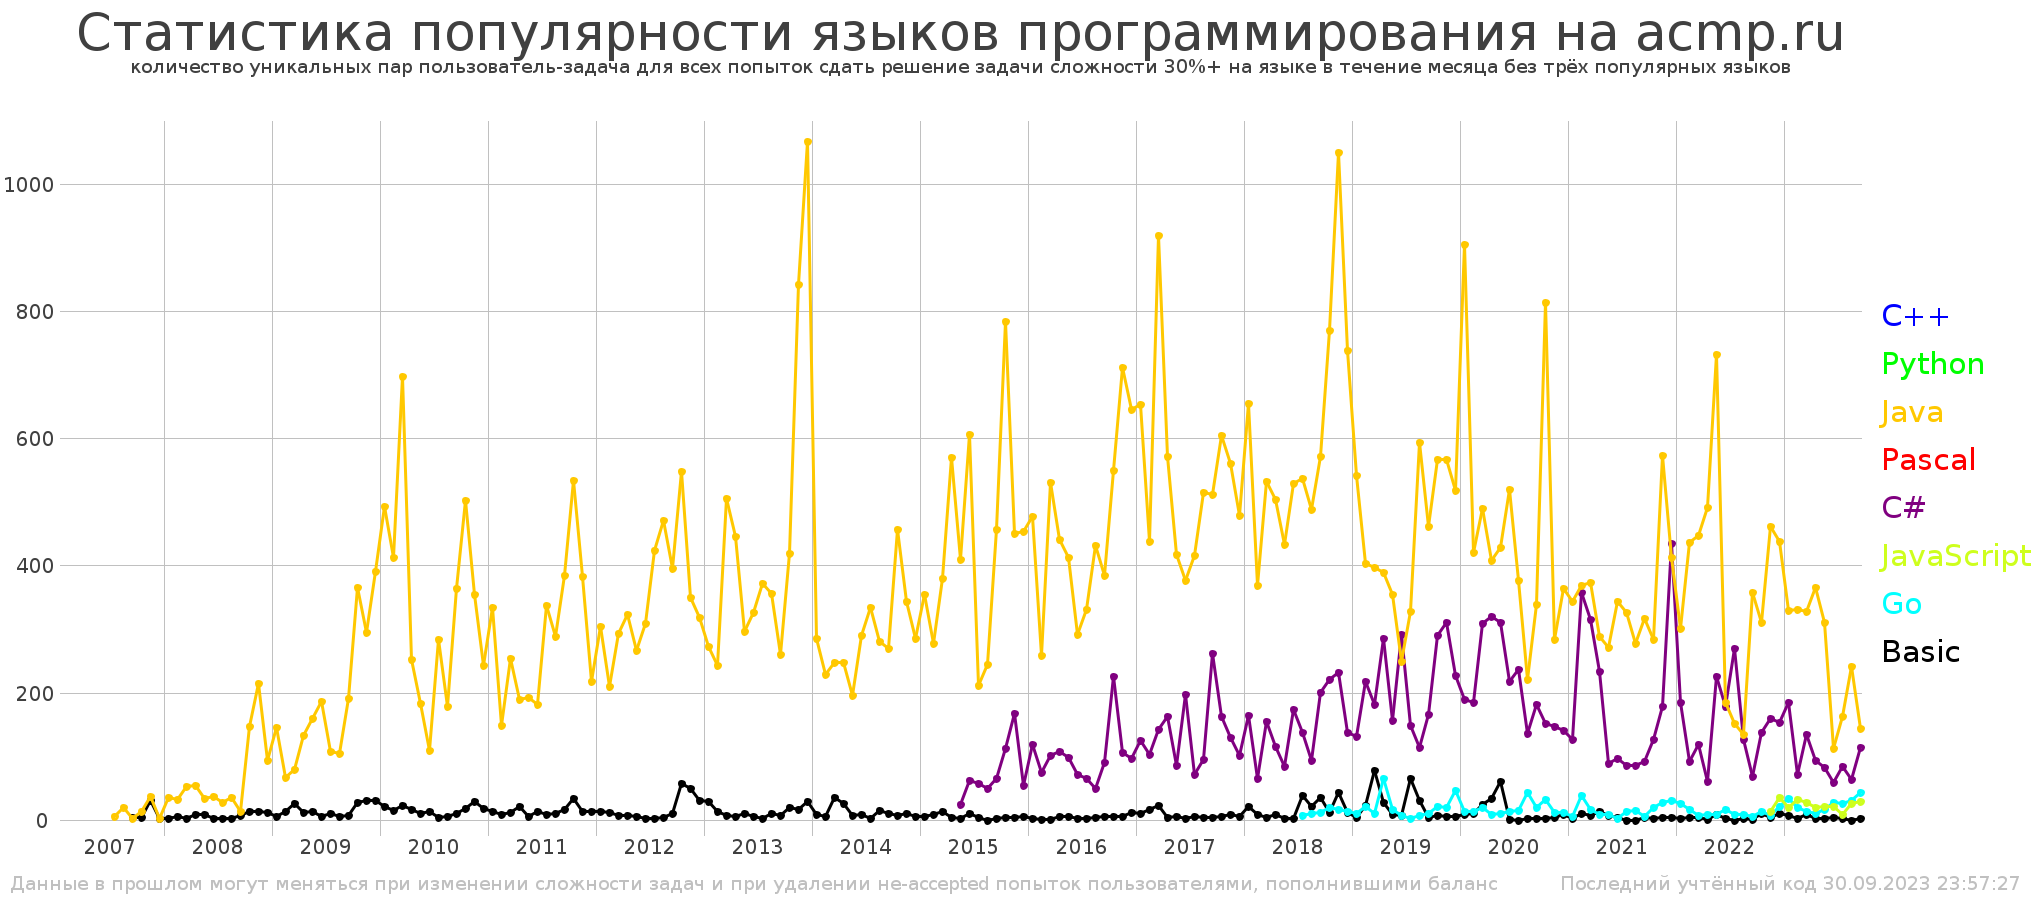 Статистика популярности языков программирования на acmp.ru
количество уникальных пар пользователь-задача для всех попыток сдать решение задачи сложности 30%+ на языке в течение месяца без трёх популярных языков
1000
800
600
400
200
0
C++
Python
Java
Pascal
C#
JavaScript
Go
Basic
2007 2008 2009 2010 2011 2012 2013 2014 2015 2016 2017 2018 2019 2020 2021 2022
Данные в прошлом могут меняться при изменении сложности задач и при удалении не-accepted попыток пользователями, пополнившими баланс
Последний учтённый код 30.09.2023 23:57:27